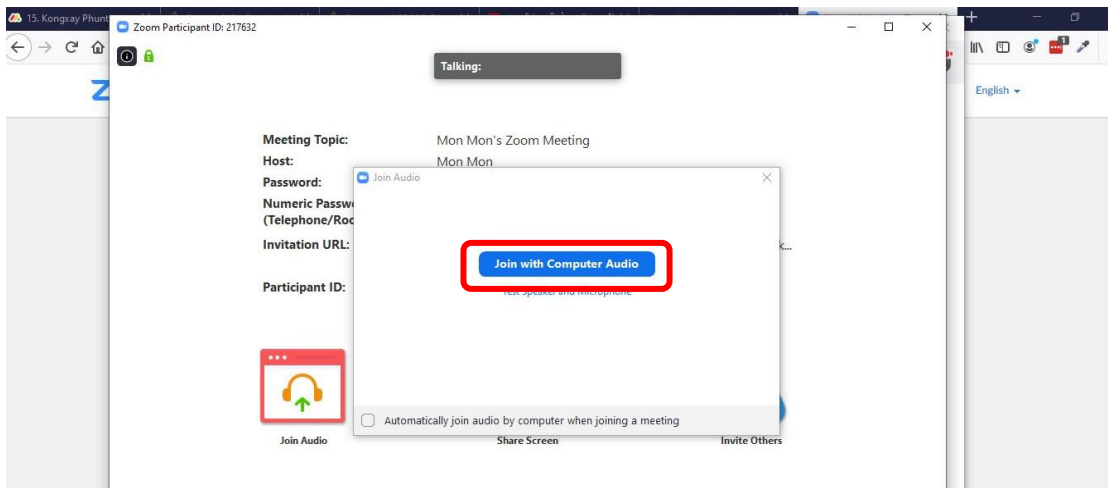 15. Kongxay Phunt
Zoom Participant ID: 217632
Talking:
English
Meeting Topic: Mon Mon's Zoom Meeting
Host: Mon Mon
Password:
Join Audio
Numeric
(Telephone/
Invitation URL:
Join with Computer Audio
Test Speaker and Microphone
Participant ID:
Automatically join audio by computer when joining a meeting
Join Audio
Share Screen
Invite Others